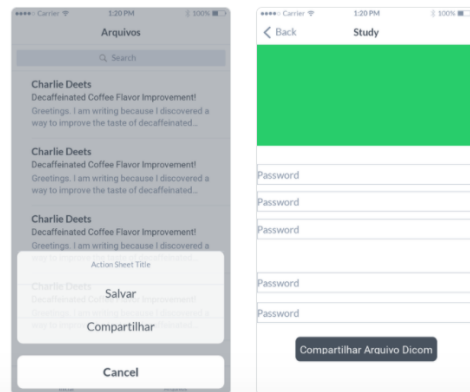 Carrier 1:20 PM 100%
Arquivos
Search
Charlie Deets
Decaffeinated Coffee Flavor Improvement!
Greetings. I am writing because I discovered a
way to improve the taste of decaffeinated...
Charlie Deets
Decaffeinated Coffee Flavor Improvement!
Greetings. I am writing because I discovered a
way to improve the taste of decaffeinated...
Charlie Deets
Decaffeinated Coffee Flavor Improvement!
Greetings. I am writing because I discovered a
Action Sheet Title
Salvar
Compartilhar
Cancel
Carrier 1:20 PM 100%
Back Study
Password
Password
Password
Password
Password
Compartilhar Arquivo Dicom